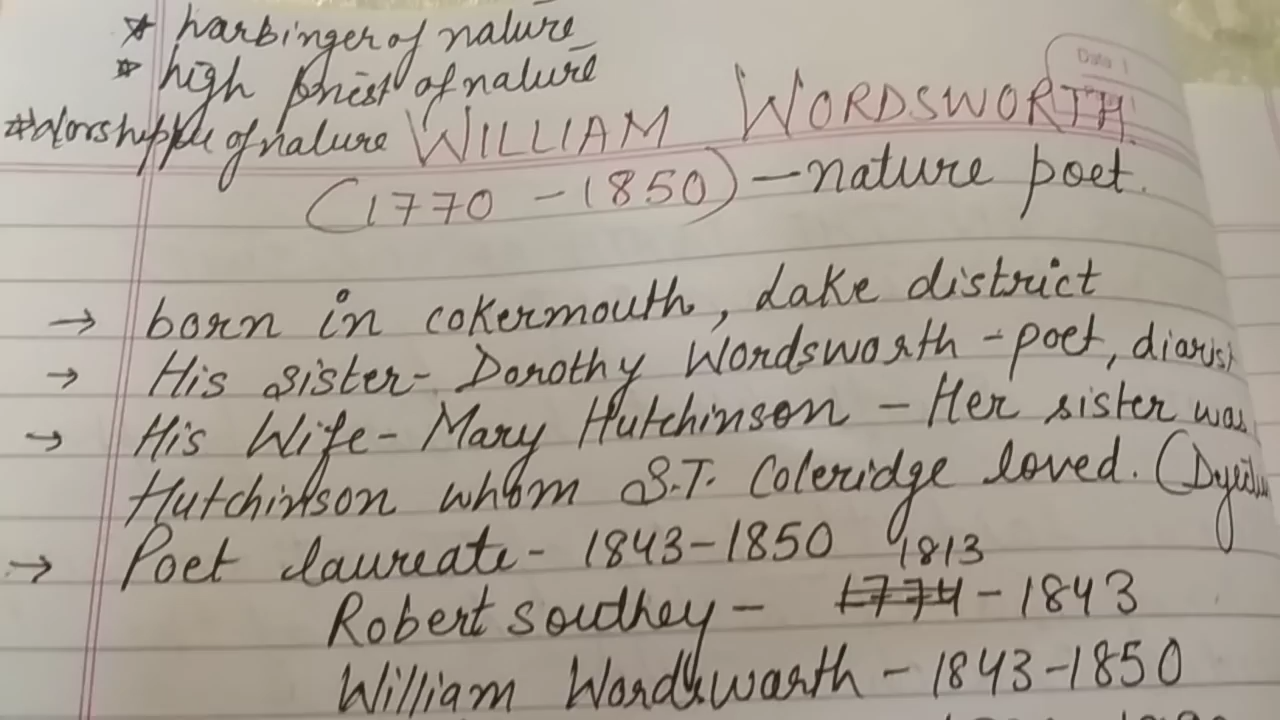 * harbinger of nature
* high priest of nature
of nature WILLIAM WORDSWORTH
Date
(1770 - 1850) - nature poet.
→ born in cokermouth, Lake district
→ His sister - Dorothy Wordsworth - poet, diarist
→ His Wife - Mary Hutchinson - Her sister was
Hutchinson whom S.T. Coleridge loved. (
→ Poet laureate - 1843-1850
1813
Robert southey - 1774 - 1843
William Wordswarth - 1843-1850